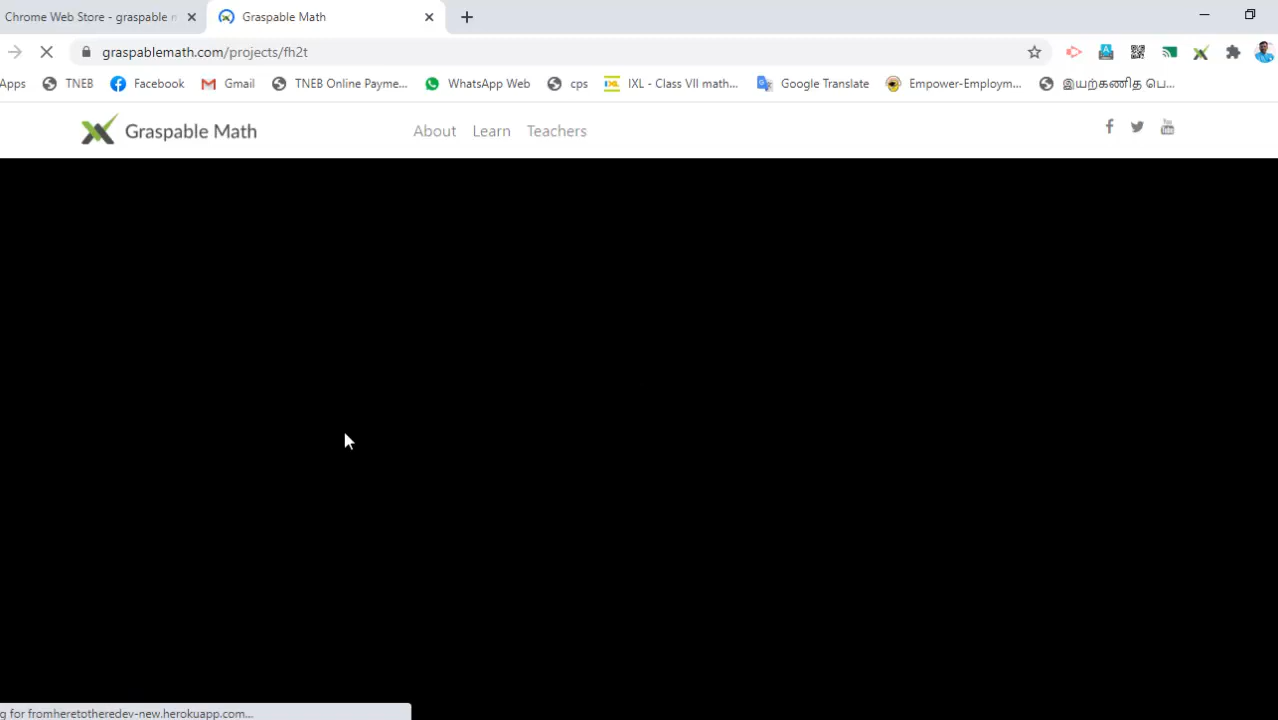 Chrome Web Store - graspable
Graspable Math
graspablemath.com/projects/fh2t
Apps TNEB Facebook Gmail TNEB Online Payme... WhatsApp Web cps IXL - Class VII math... Google Translate Empower-Employm... இயற்கணித பெ...
Graspable Math About Learn Teachers
g for fromheretotheredev-new.herokuapp.com...